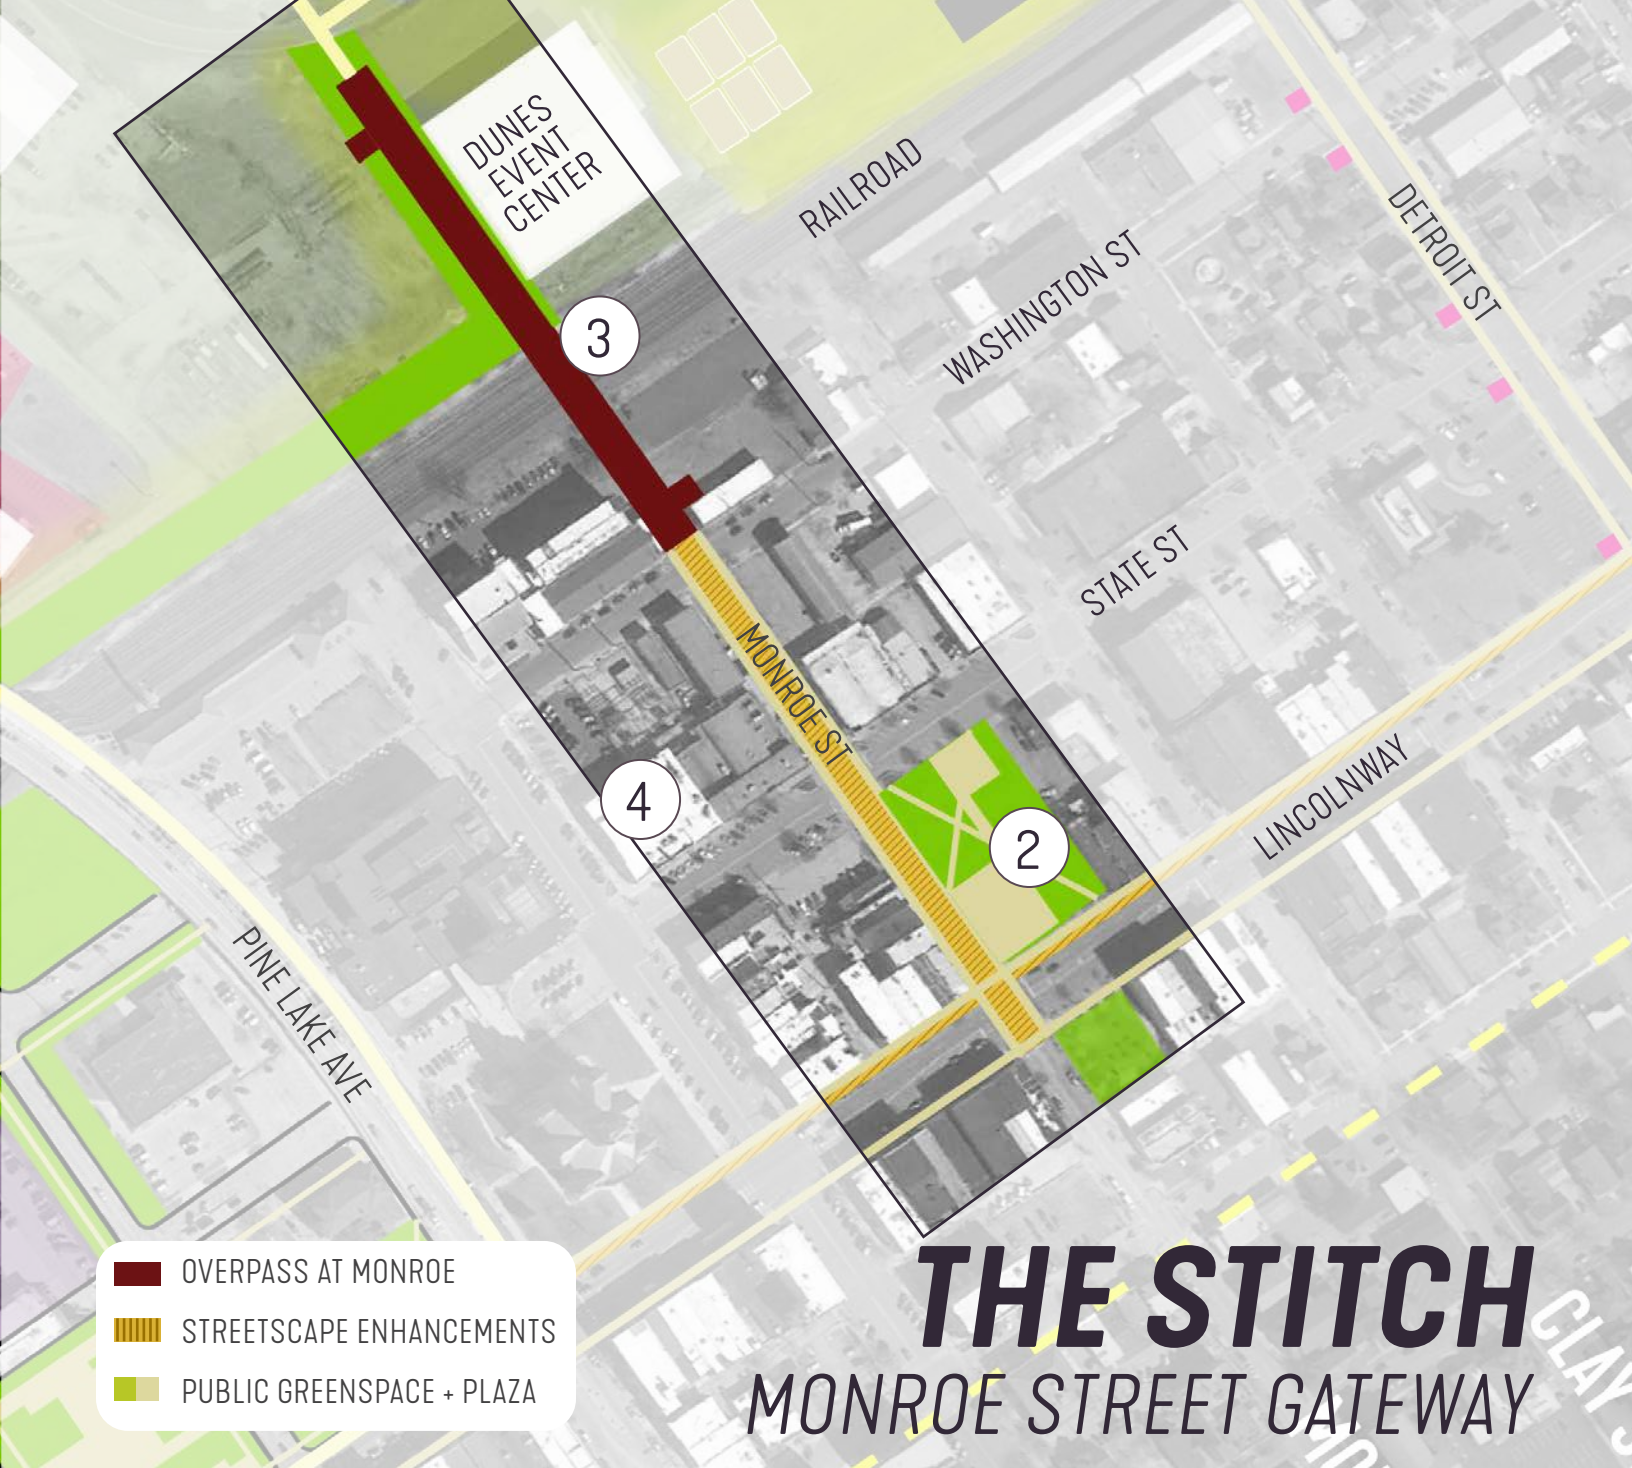 DUNES
EVENT
CENTER
RAILROAD
DETROIT ST
WASHINGTON ST
3
STATE ST
MONROE ST
4
2
LINCOLNWAY
PINE LAKE AVE
OVERPASS AT MONROE
STREETSCAPE ENHANCEMENTS
PUBLIC GREENSPACE + PLAZA
THE STITCH
MONROE STREET GATEWAY
CLAY S